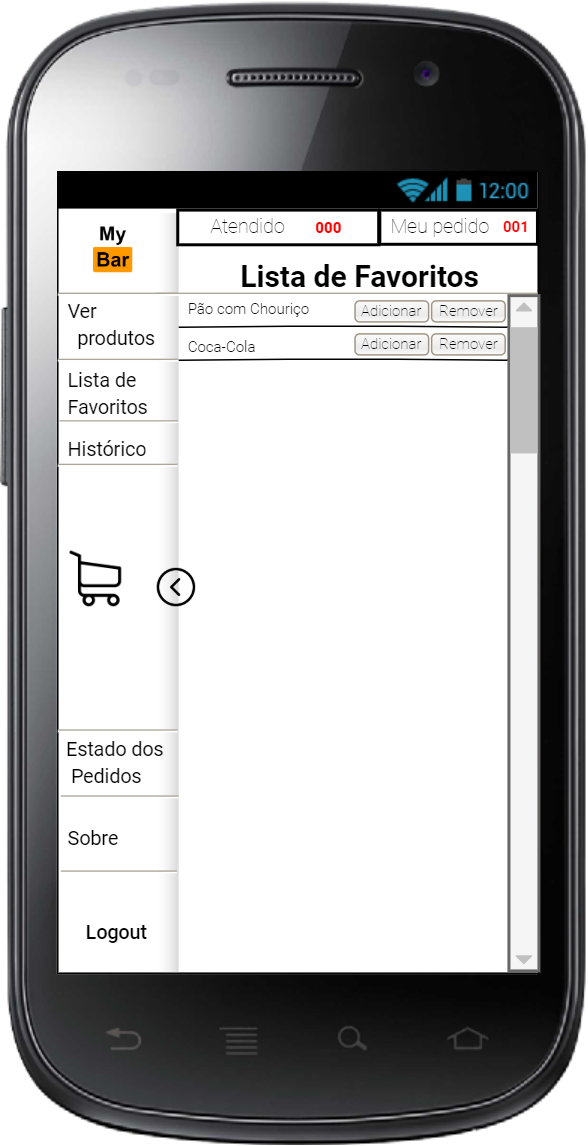 12:00
My
Bar
Atendido 000
Meu pedido 001
Lista de Favoritos
Ver
produtos
Pão com Chouriço Adicionar Remover
Coca-Cola Adicionar Remover
Lista de
Favoritos
Histórico
Estado dos
Pedidos
Sobre
Logout